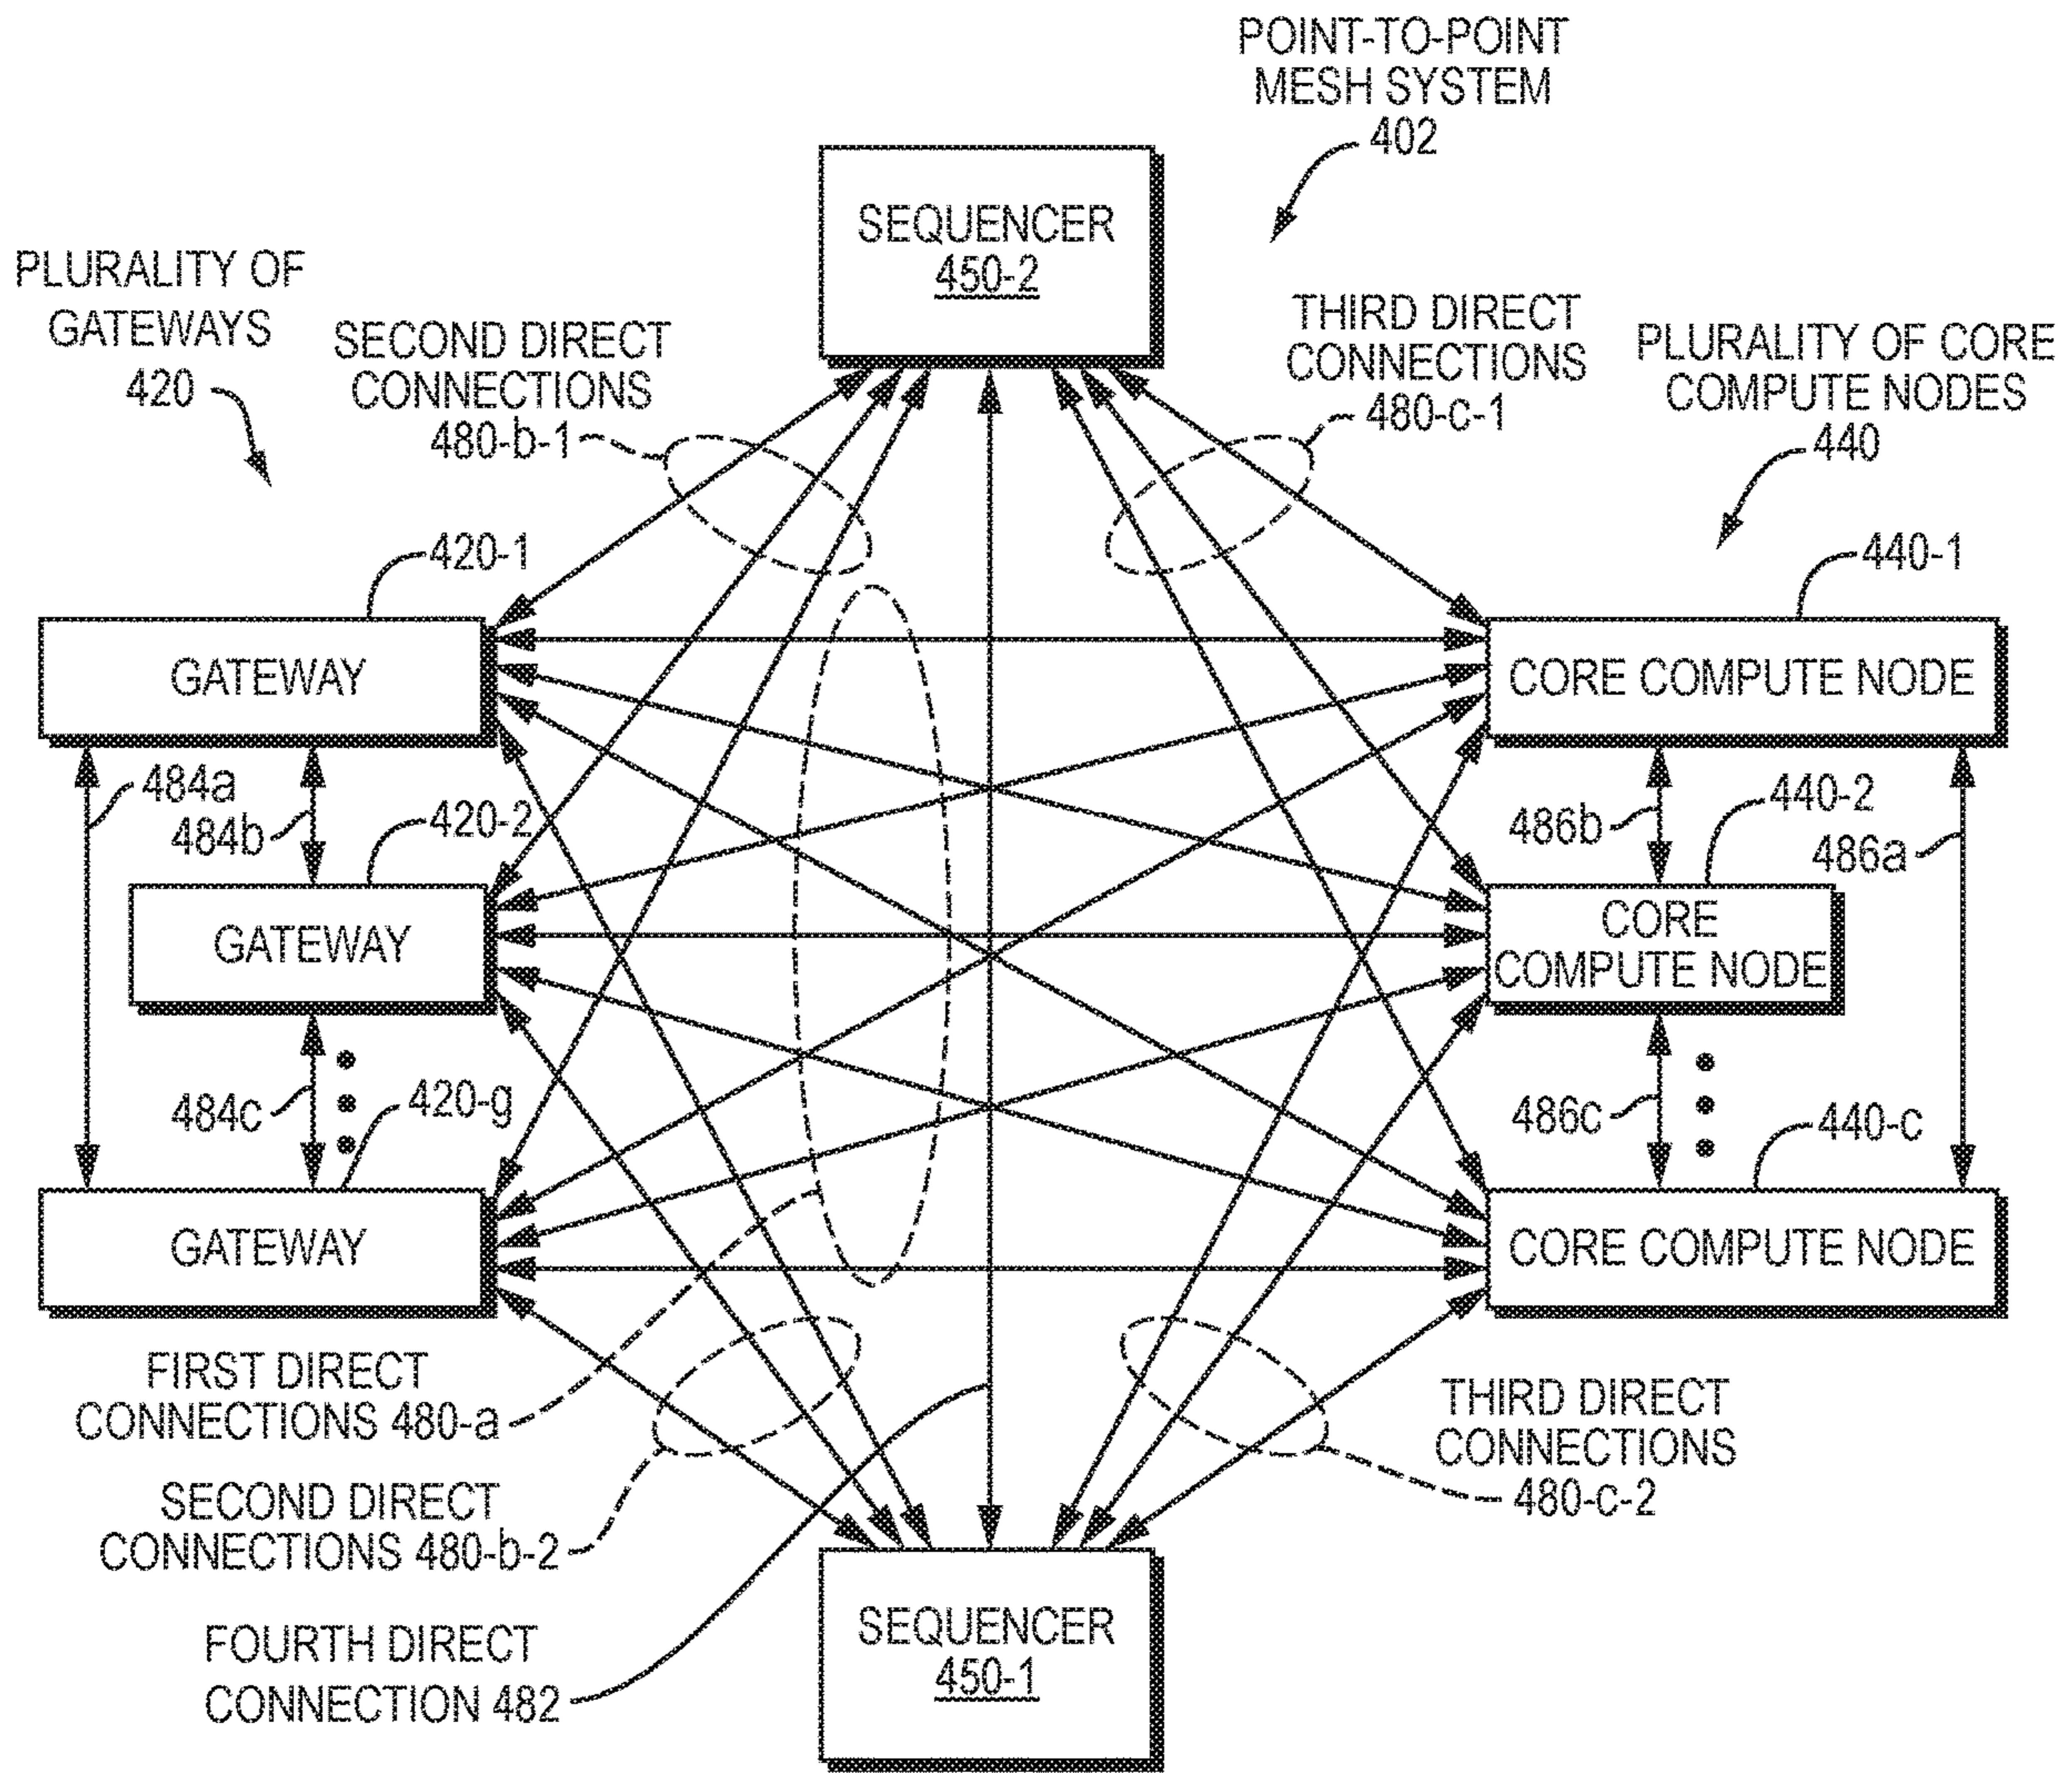 POINT-TO-POINT
MESH SYSTEM
402
SEQUENCER
450-2
PLURALITY OF
GATEWAYS
420
SECOND DIRECT
CONNECTIONS
480-b-1
THIRD DIRECT
CONNECTIONS
480-c-1
PLURALITY OF CORE
COMPUTE NODES
440
420-1
440-1
GATEWAY
CORE COMPUTE NODE
484a
484b
420-2
486b
440-2
486a
GATEWAY
CORE
COMPUTE NODE
484c
420-g
486c
440-c
GATEWAY
CORE COMPUTE NODE
FIRST DIRECT
CONNECTIONS 480-a
THIRD DIRECT
CONNECTIONS
480-c-2
SECOND DIRECT
CONNECTIONS 480-b-2
SEQUENCER
450-1
FOURTH DIRECT
CONNECTION 482